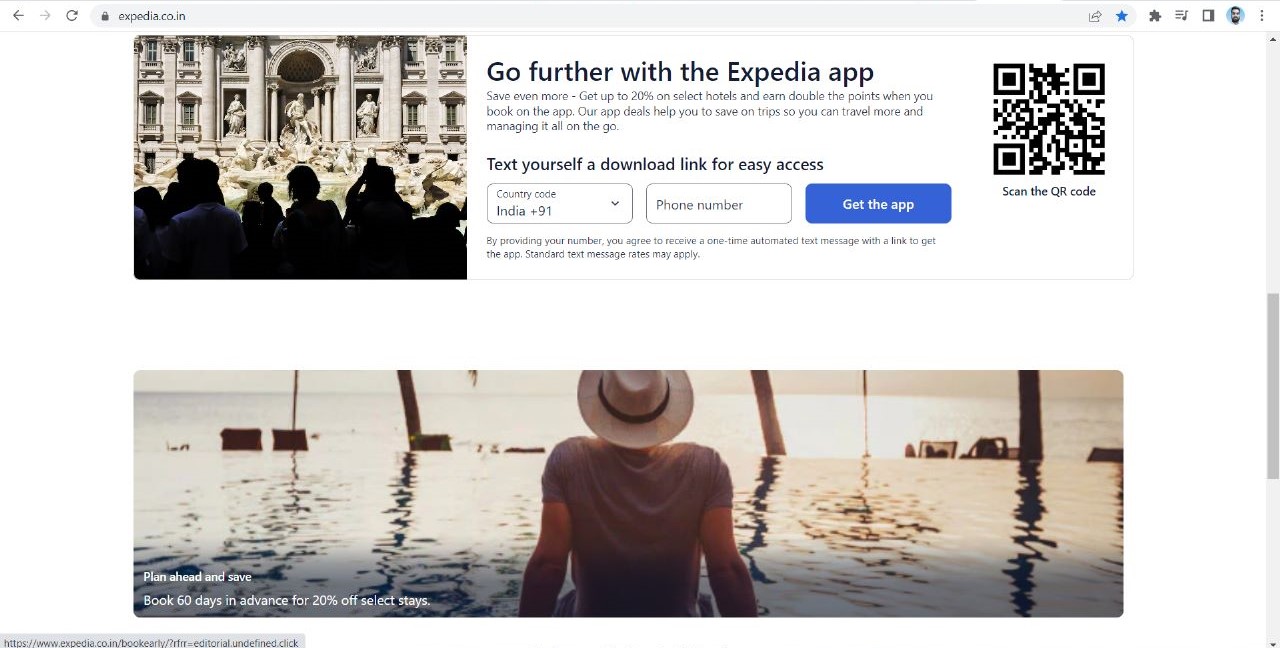 expedia.co.in
Go further with the Expedia app
Save even more - Get up to 20% on select hotels and earn double the points when you
book on the app. Our app deals help you to save on trips so you can travel more and
managing it all on the go.
Text yourself a download link for easy access
Country code
India +91
Phone number
Get the app
Scan the QR code
By providing your number, you agree to receive a one-time automated text message with a link to get
the app. Standard text message rates may apply.
Plan ahead and save
Book 60 days in advance for 20% off select stays.
https://www.expedia.co.in/bookearly/?rfrr=editorial.undefined.click